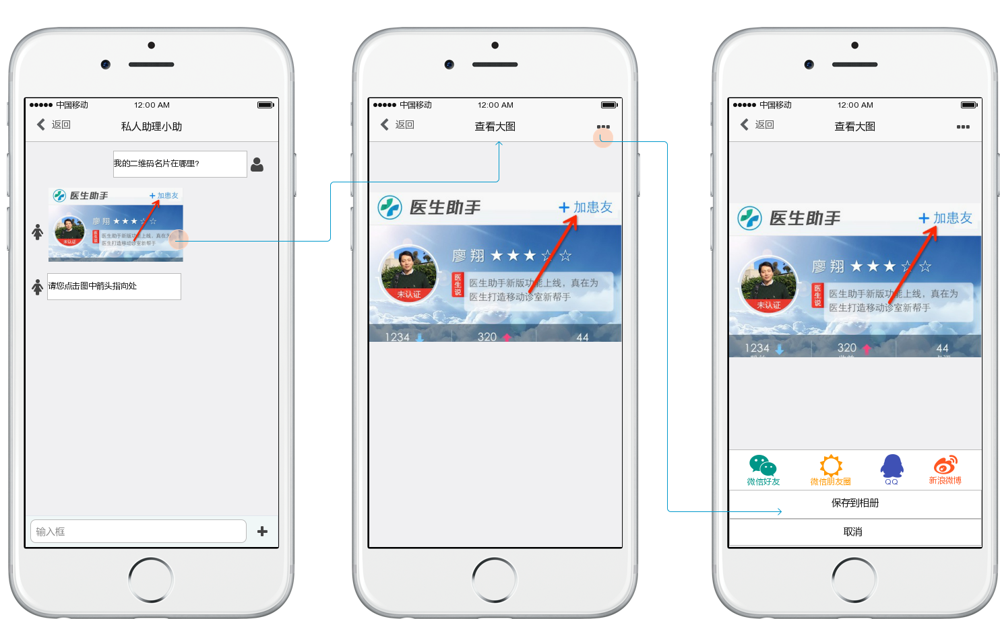 中国移动 12:00 AM
返回 私人助理小助
我的二维码名片在哪里?
医生助手 + 加患友
廖翔
医生说
医生助手新版功能上线，真在为
医生打造移动诊室新帮手
未认证
请您点击图中箭头指向处
输入框
中国移动 12:00 AM
返回 查看大图
医生助手 + 加患友
廖翔
医生说
医生助手新版功能上线，真在为
医生打造移动诊室新帮手
未认证
1234 320 44
中国移动 12:00 AM
返回 查看大图
医生助手 + 加患友
廖翔
医生说
医生助手新版功能上线，真在为
医生打造移动诊室新帮手
未认证
1234 320 44
微信好友 微信朋友圈 QQ 新浪微博
保存到相册
取消